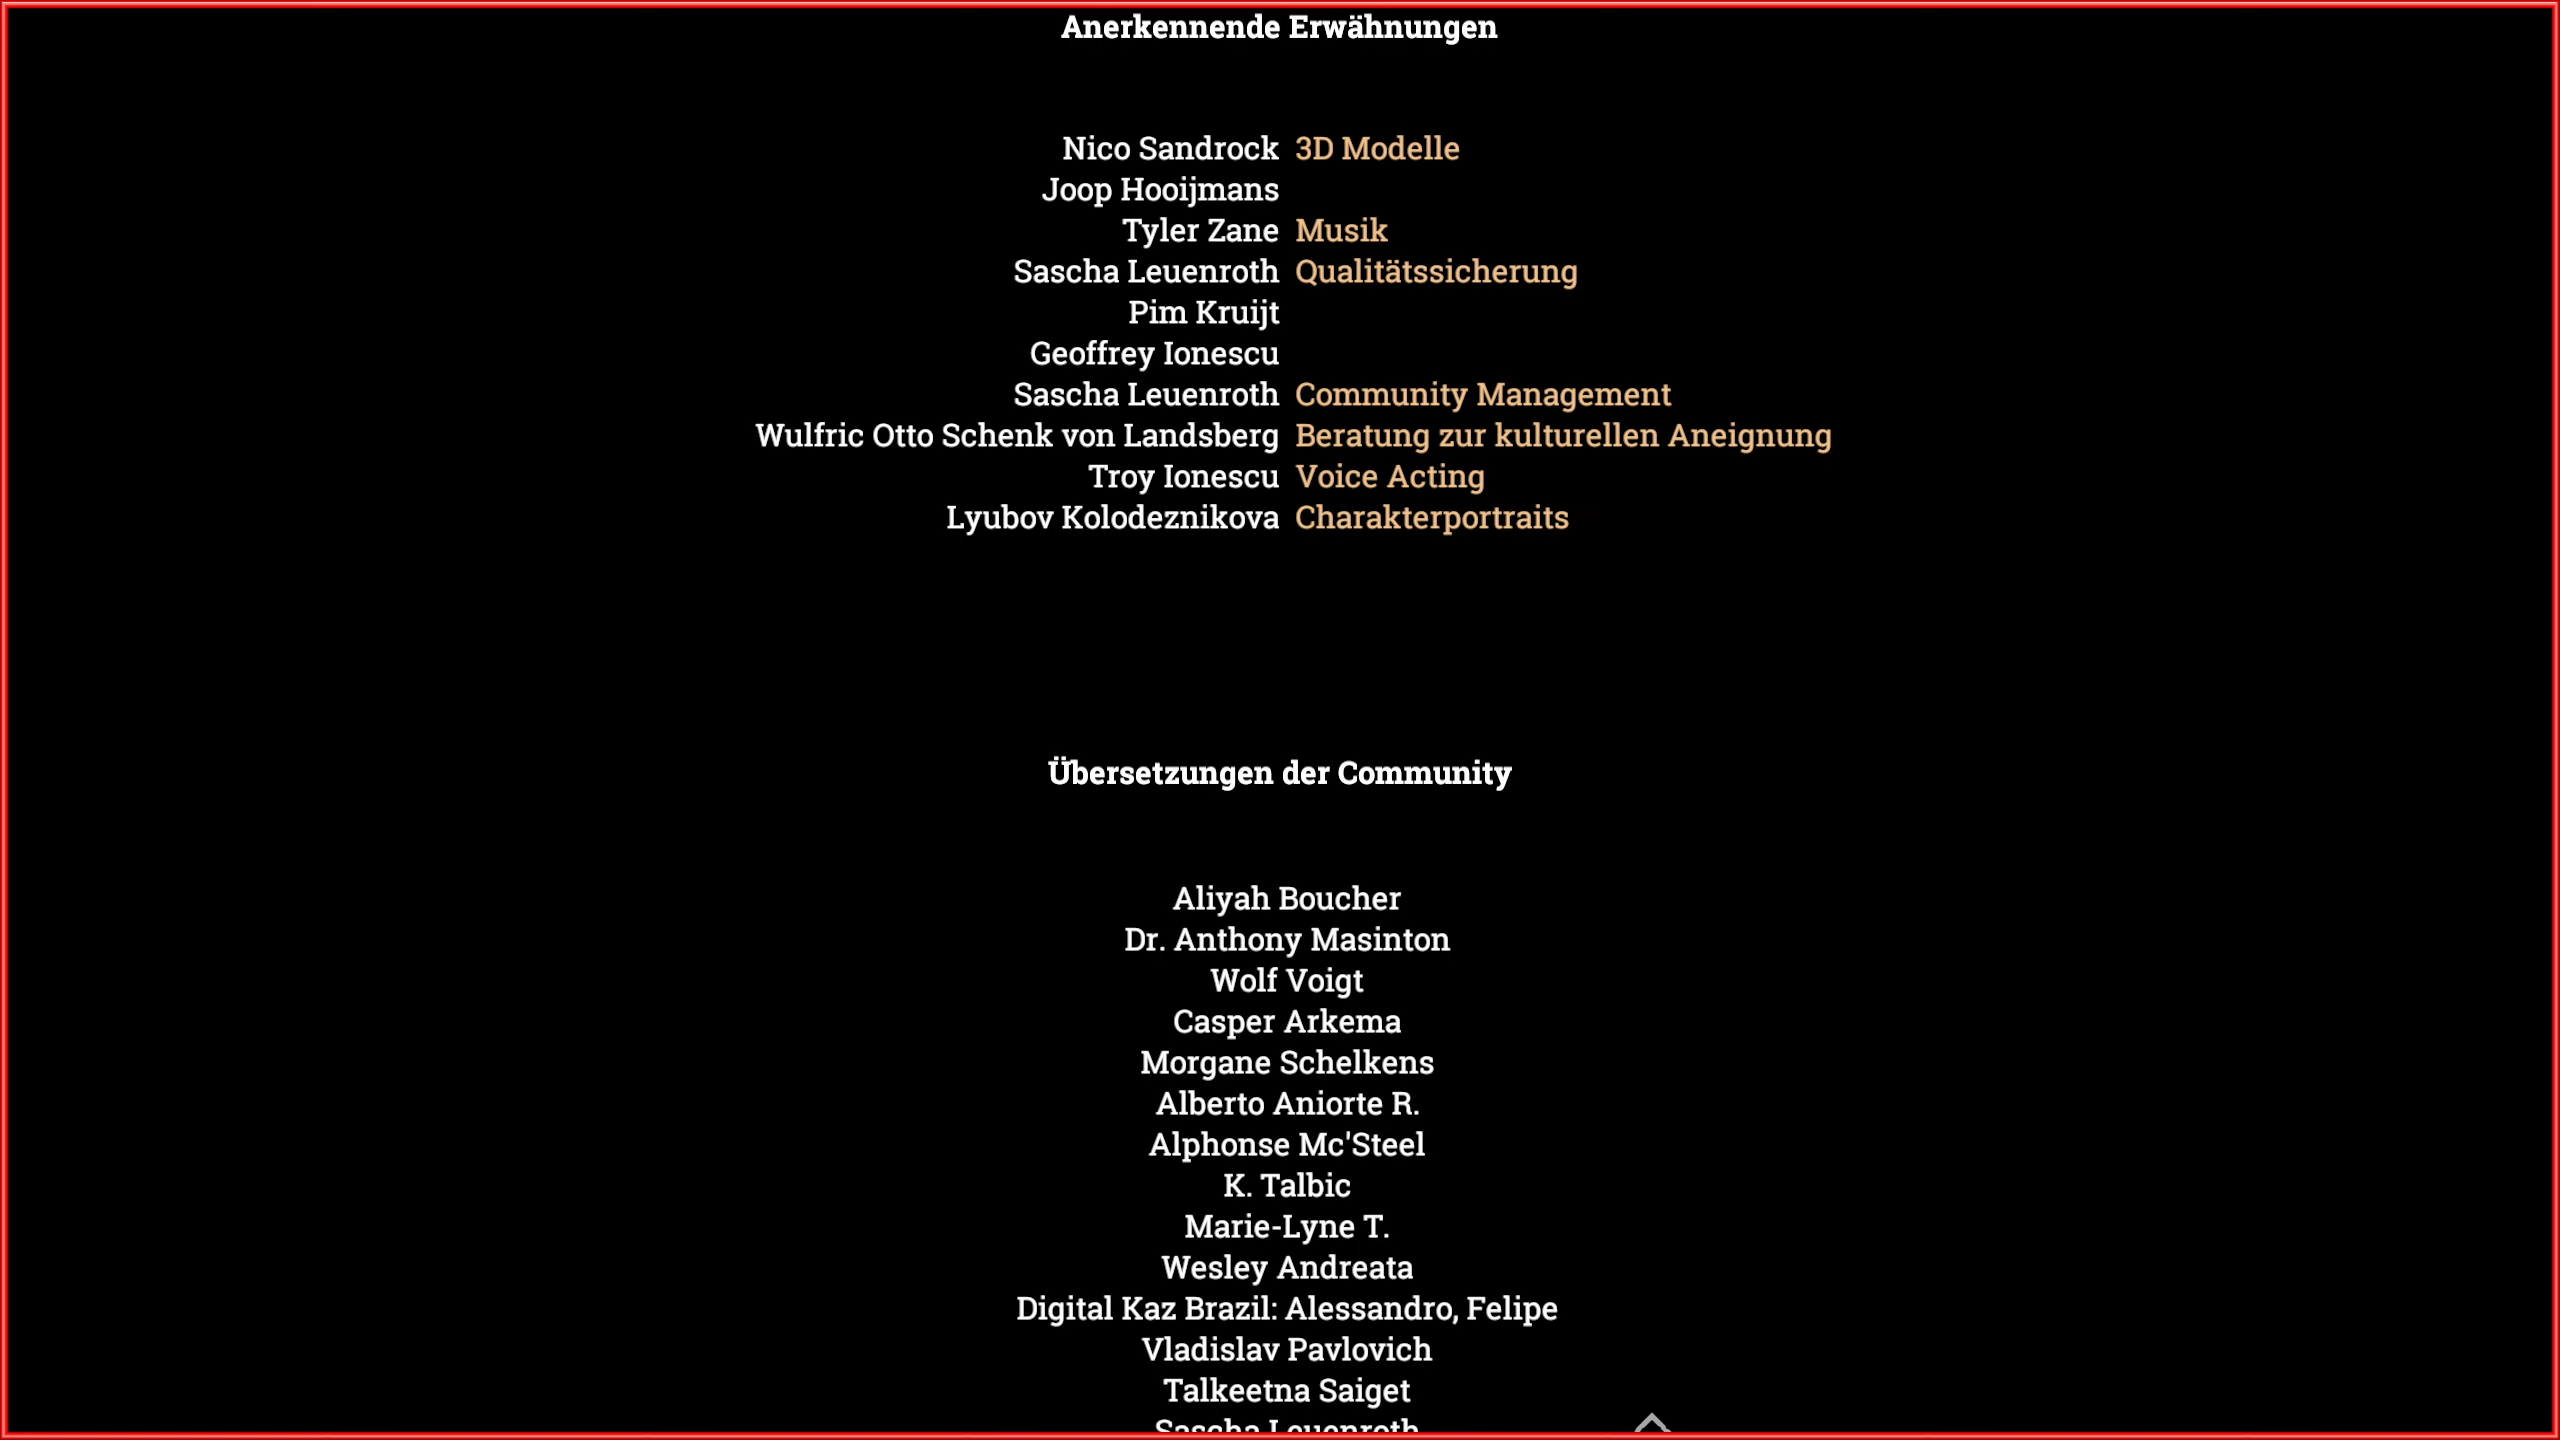 Anerkennende Erwähnungen
Nico Sandrock 3D Modelle
Joop Hooijmans
Tyler Zane Musik
Sascha Leuenroth Qualitätssicherung
Pim Kruijt
Geoffrey Ionescu
Sascha Leuenroth Community Management
Wulfric Otto Schenk von Landsberg Beratung zur kulturellen Aneignung
Troy Ionescu Voice Acting
Lyubov Kolodeznikova Charakterportraits
Übersetzungen der Community
Aliyah Boucher
Dr. Anthony Masinton
Wolf Voigt
Casper Arkema
Morgane Schelkens
Alberto Aniorte R.
Alphonse Mc'Steel
K. Talbic
Marie-Lyne T.
Wesley Andreata
Digital Kaz Brazil: Alessandro, Felipe
Vladislav Pavlovich
Talkeetna Saiget
Sascha Leuenroth